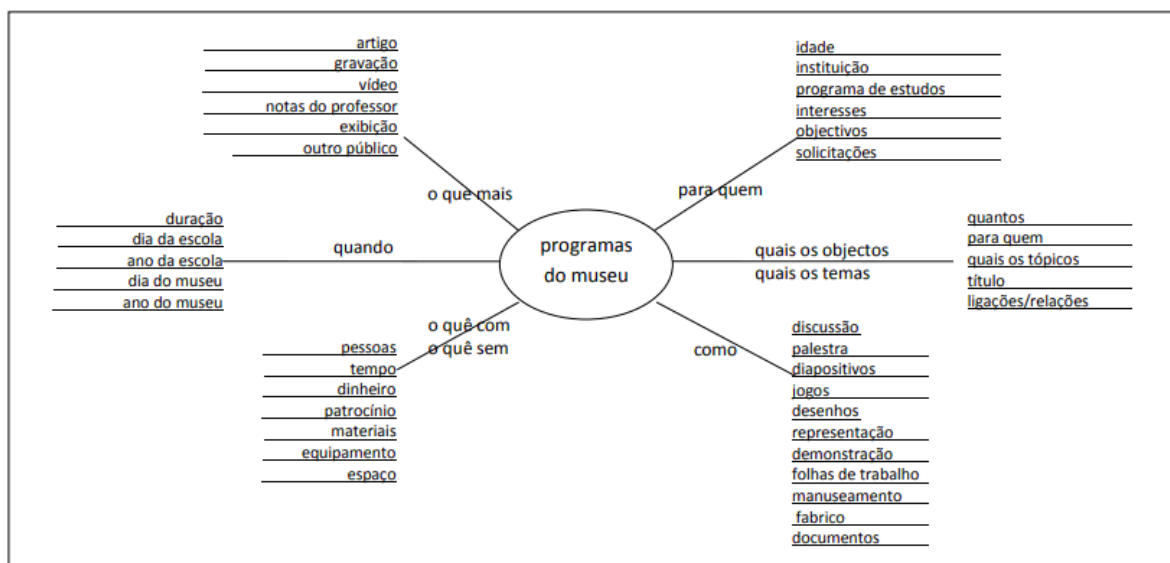 artigo
gravação
vídeo
notas do professor
exibição
outro público
o que mais
idade
instituição
programa de estudos
interesses
objectivos
solicitações
para quem
duração
dia da escola
ano da escola
dia do museu
ano do museu
quando
programas
do museu
quais os objectos
quais os temas
quantos
para quem
quais os tópicos
título
ligações/relações
o quê com
o quê sem
pessoas
tempo
dinheiro
patrocínio
materiais
equipamento
espaço
como
discussão
palestra
diapositivos
jogos
desenhos
representação
demonstração
folhas de trabalho
manuseamento
fabrico
documentos